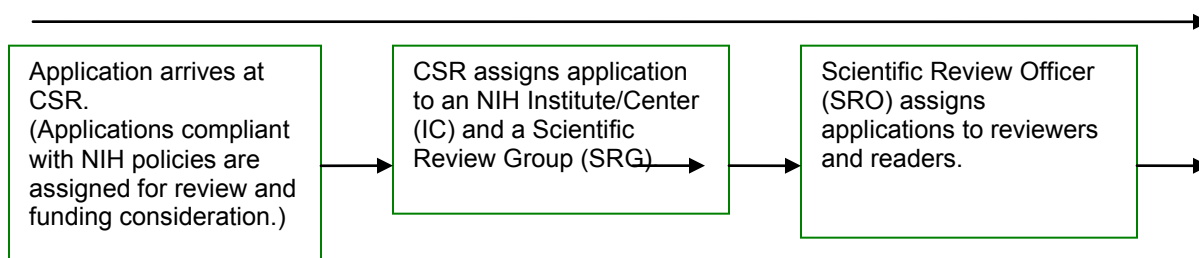 Application arrives at
CSR.
(Applications compliant
with NIH policies are
assigned for review and
funding consideration.)
CSR assigns application
to an NIH Institute/Center
(IC) and a Scientific
Review Group (SRG)
Scientific Review Officer
(SRO) assigns
applications to reviewers
and readers.